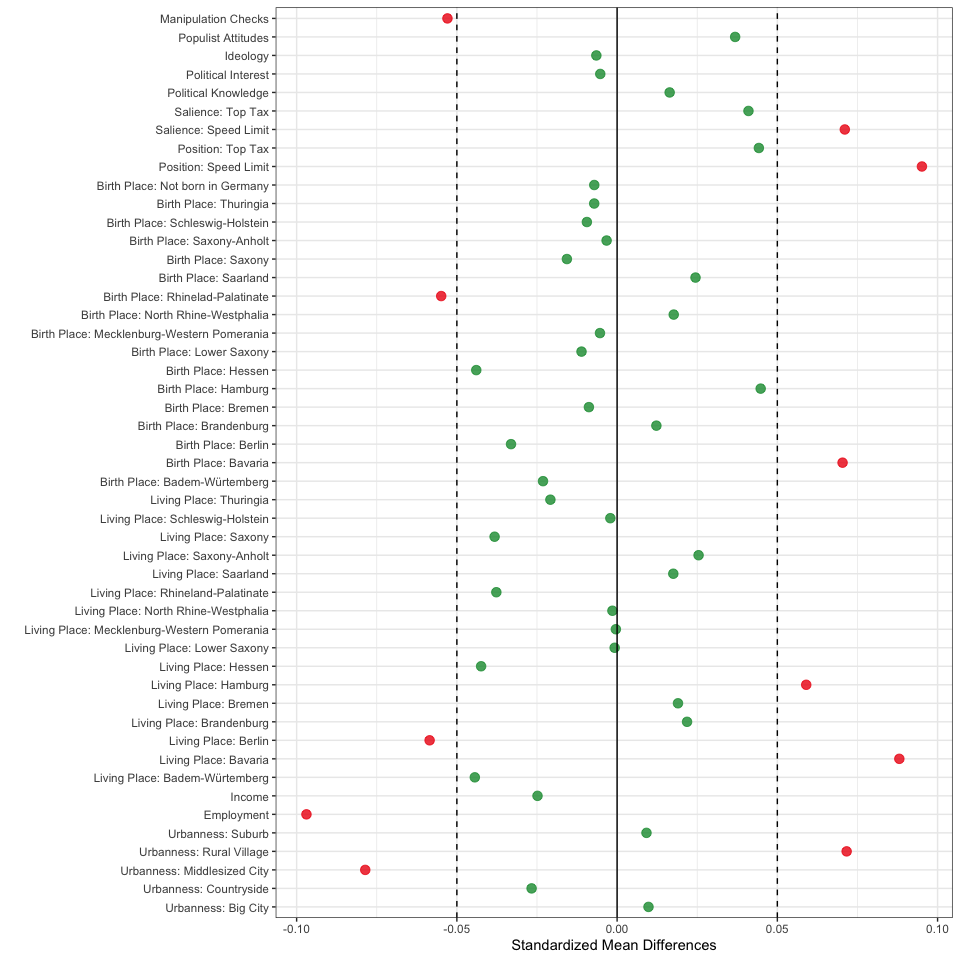 Manipulation Checks
Populist Attitudes
Ideology
Political Interest
Political Knowledge
Salience: Top Tax
Salience: Speed Limit
Position: Top Tax
Position: Speed Limit
Birth Place: Not born in Germany
Birth Place: Thuringia
Birth Place: Schleswig-Holstein
Birth Place: Saxony-Anholt
Birth Place: Saxony
Birth Place: Saarland
Birth Place: Rhinelad-Palatinate
Birth Place: North Rhine-Westphalia
Birth Place: Mecklenburg-Western Pomerania
Birth Place: Lower Saxony
Birth Place: Hessen
Birth Place: Hamburg
Birth Place: Bremen
Birth Place: Brandenburg
Birth Place: Berlin
Birth Place: Bavaria
Birth Place: Badem-Würtemberg
Living Place: Thuringia
Living Place: Schleswig-Holstein
Living Place: Saxony
Living Place: Saxony-Anholt
Living Place: Saarland
Living Place: Rhineland-Palatinate
Living Place: North Rhine-Westphalia
Living Place: Mecklenburg-Western Pomerania
Living Place: Lower Saxony
Living Place: Hessen
Living Place: Hamburg
Living Place: Bremen
Living Place: Brandenburg
Living Place: Berlin
Living Place: Bavaria
Living Place: Badem-Würtemberg
Income
Employment
Urbanness: Suburb
Urbanness: Rural Village
Urbanness: Middlesized City
Urbanness: Countryside
Urbanness: Big City
-0.10 -0.05 0.00 0.05 0.10
Standardized Mean Differences